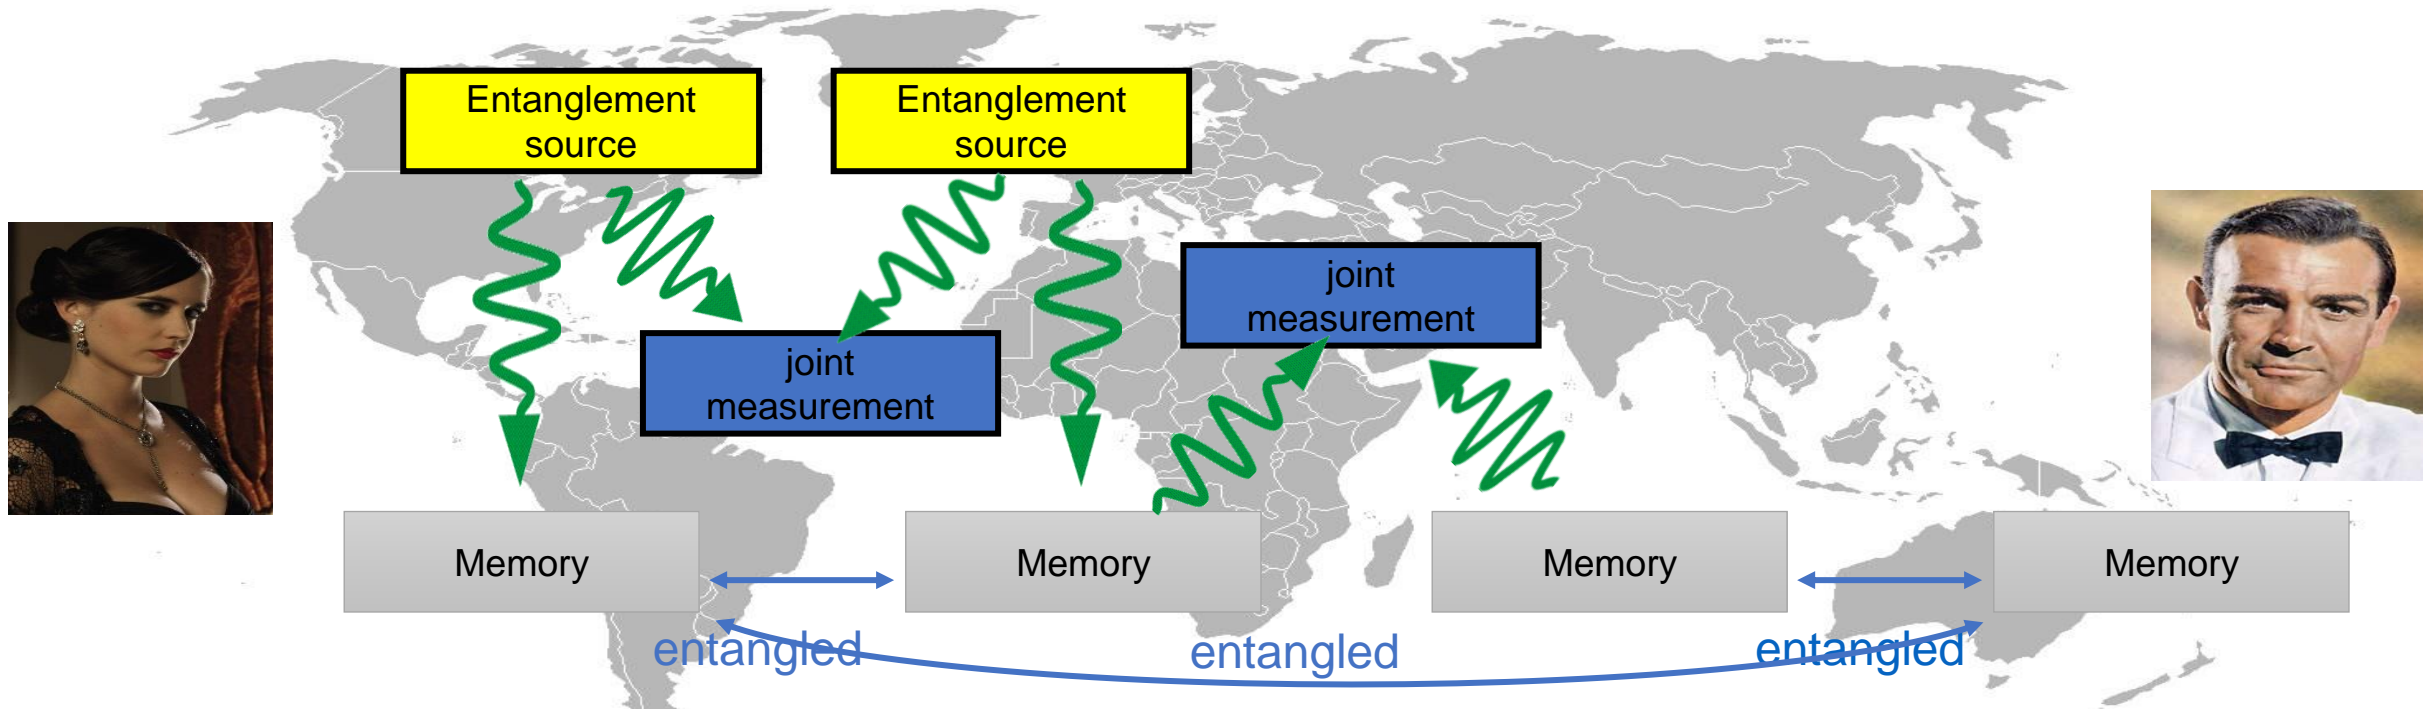 Entanglement
source
Entanglement
source
joint
measurement
joint
measurement
Memory
Memory
Memory
Memory
entangled
entangled
entangled